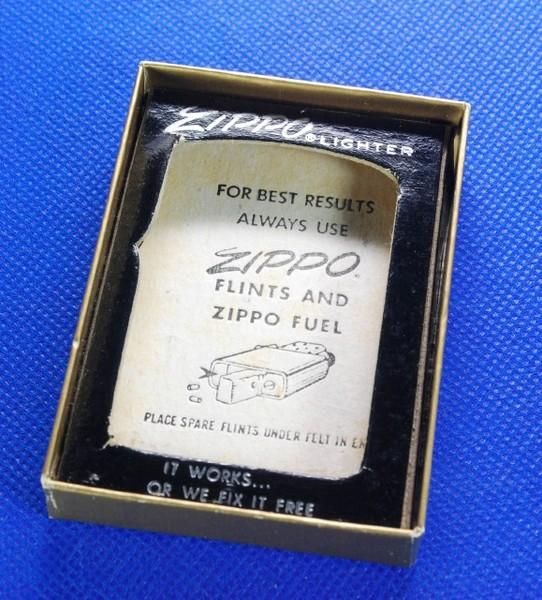 ZIPPO® LIGHTER
FOR BEST RESULTS
ALWAYS USE
ZIPPO
FLINTS AND
ZIPPO FUEL
PLACE SPARE FLINTS UNDER FELT IN
IT WORKS...
OR WE FIX IT FREE